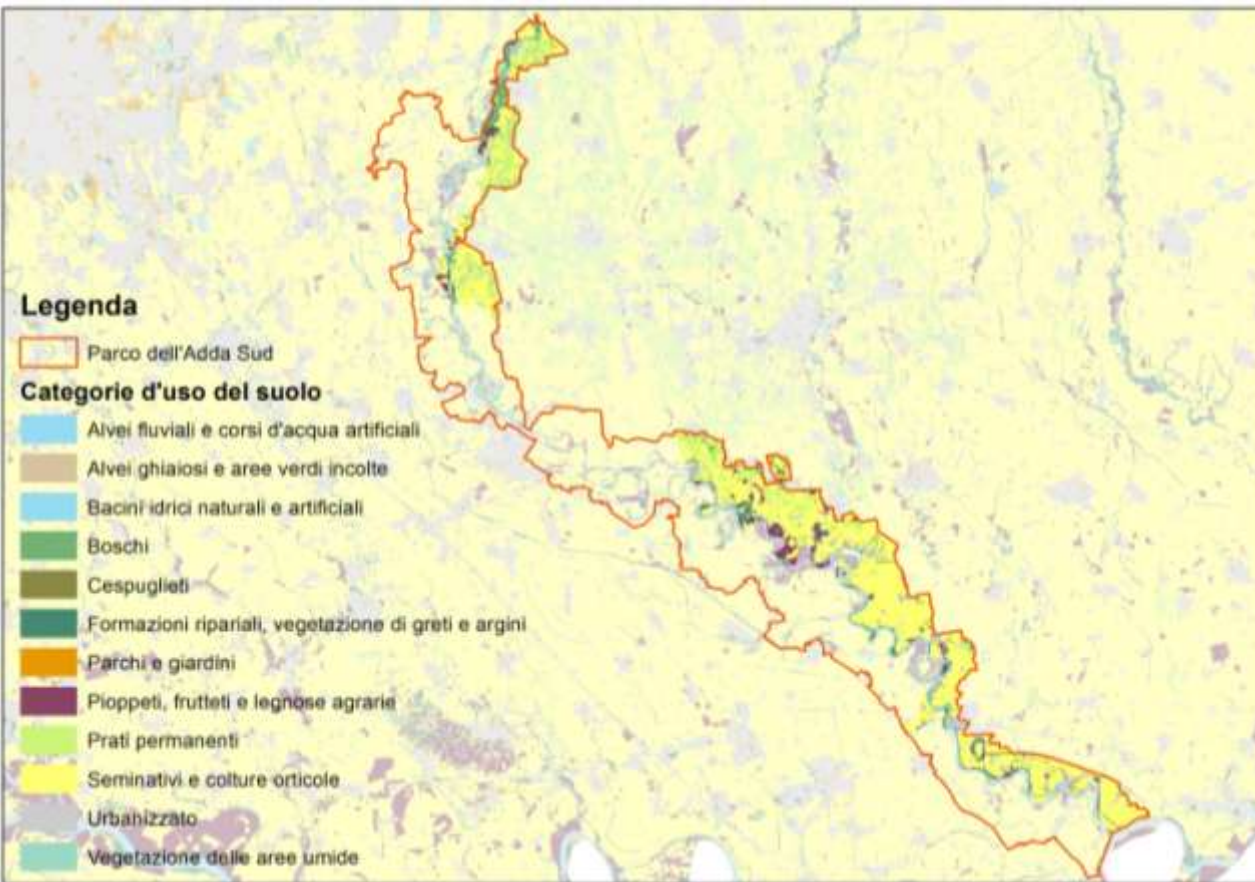 Legenda
Parco dell'Adda Sud
Categorie d'uso del suolo
Alvei fluviali e corsi d'acqua artificiali
Alvei ghiaiosi e aree verdi incolte
Bacini idrici naturali e artificiali
Boschi
Cespuglieti
Formazioni ripariali, vegetazione di greti e argini
Parchi e giardini
Pioppeti, frutteti e legnose agrarie
Prati permanenti
Seminativi e colture orticole
Urbanizzato
Vegetazione delle aree umide